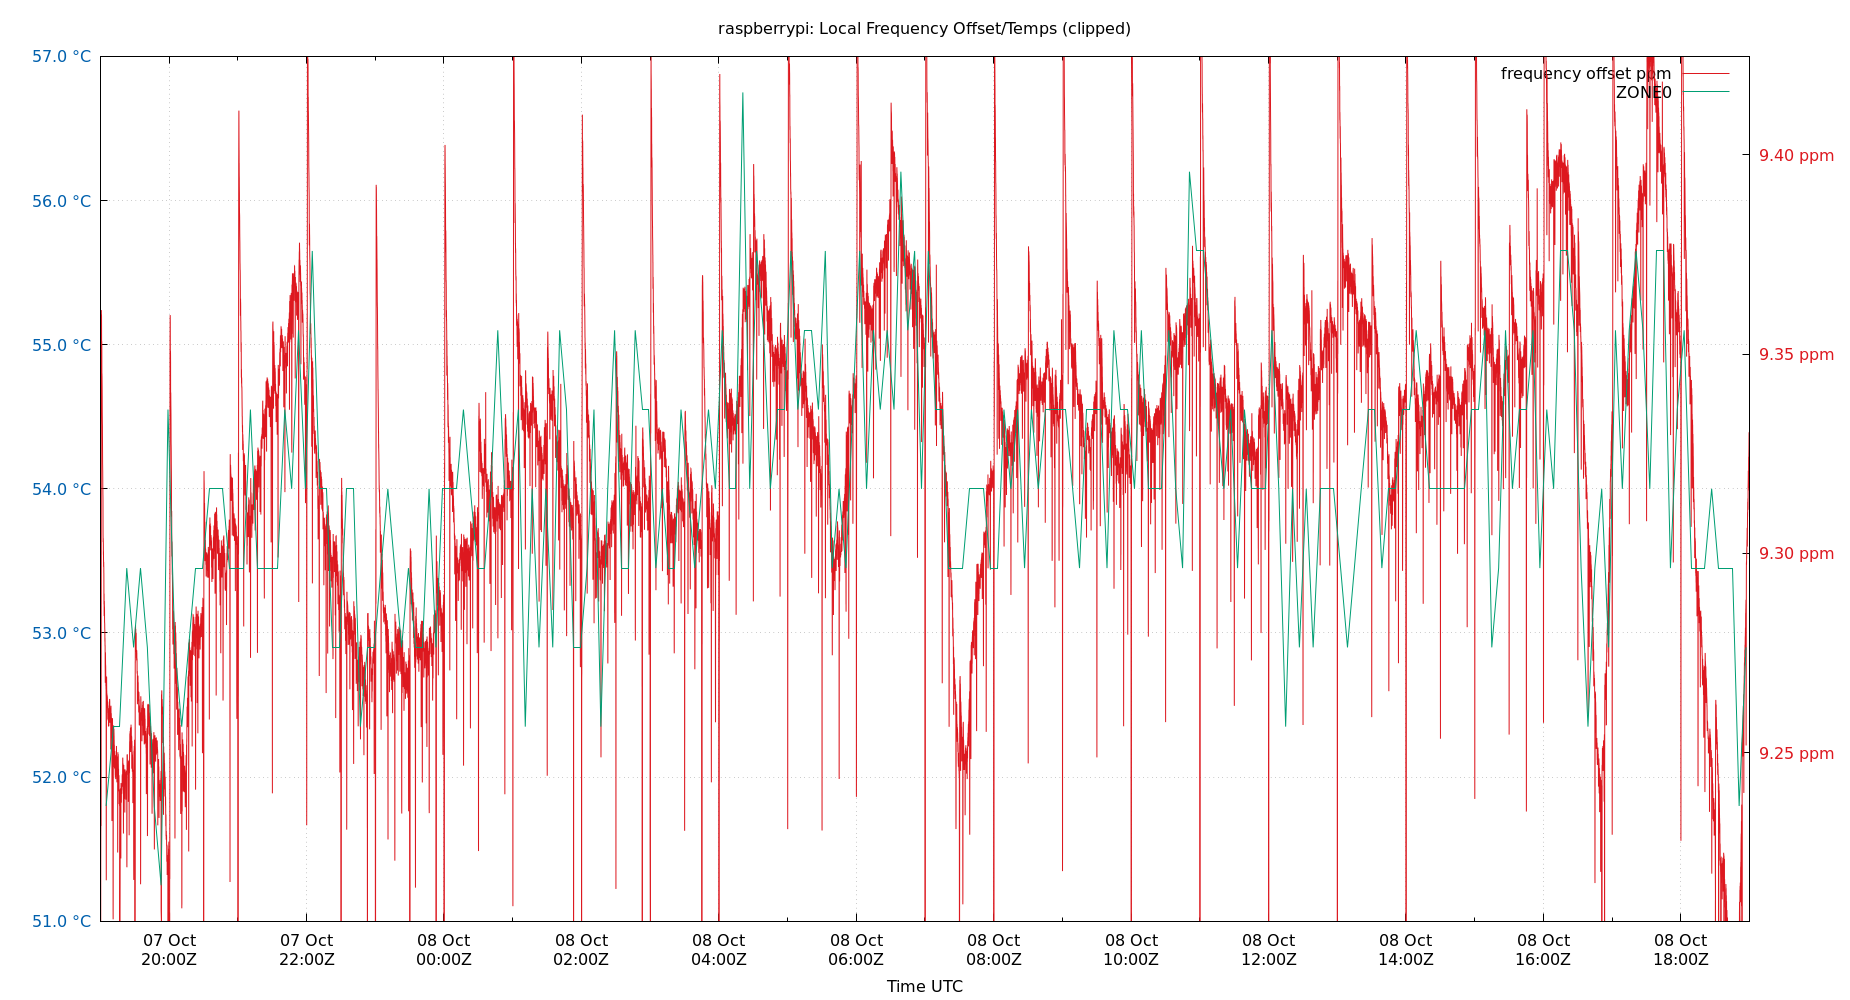 raspberrypi: Local Frequency Offset/Temps (clipped)
57.0 °C
56.0 °C
55.0 °C
54.0 °C
53.0 °C
52.0 °C
51.0 °C
frequency offset ppm
ZONE0
9.40 ppm
9.35 ppm
9.30 ppm
9.25 ppm
07 Oct
20:00Z
07 Oct
22:00Z
08 Oct
00:00Z
08 Oct
02:00Z
08 Oct
04:00Z
08 Oct
06:00Z
08 Oct
08:00Z
08 Oct
10:00Z
08 Oct
12:00Z
08 Oct
14:00Z
08 Oct
16:00Z
08 Oct
18:00Z
Time UTC